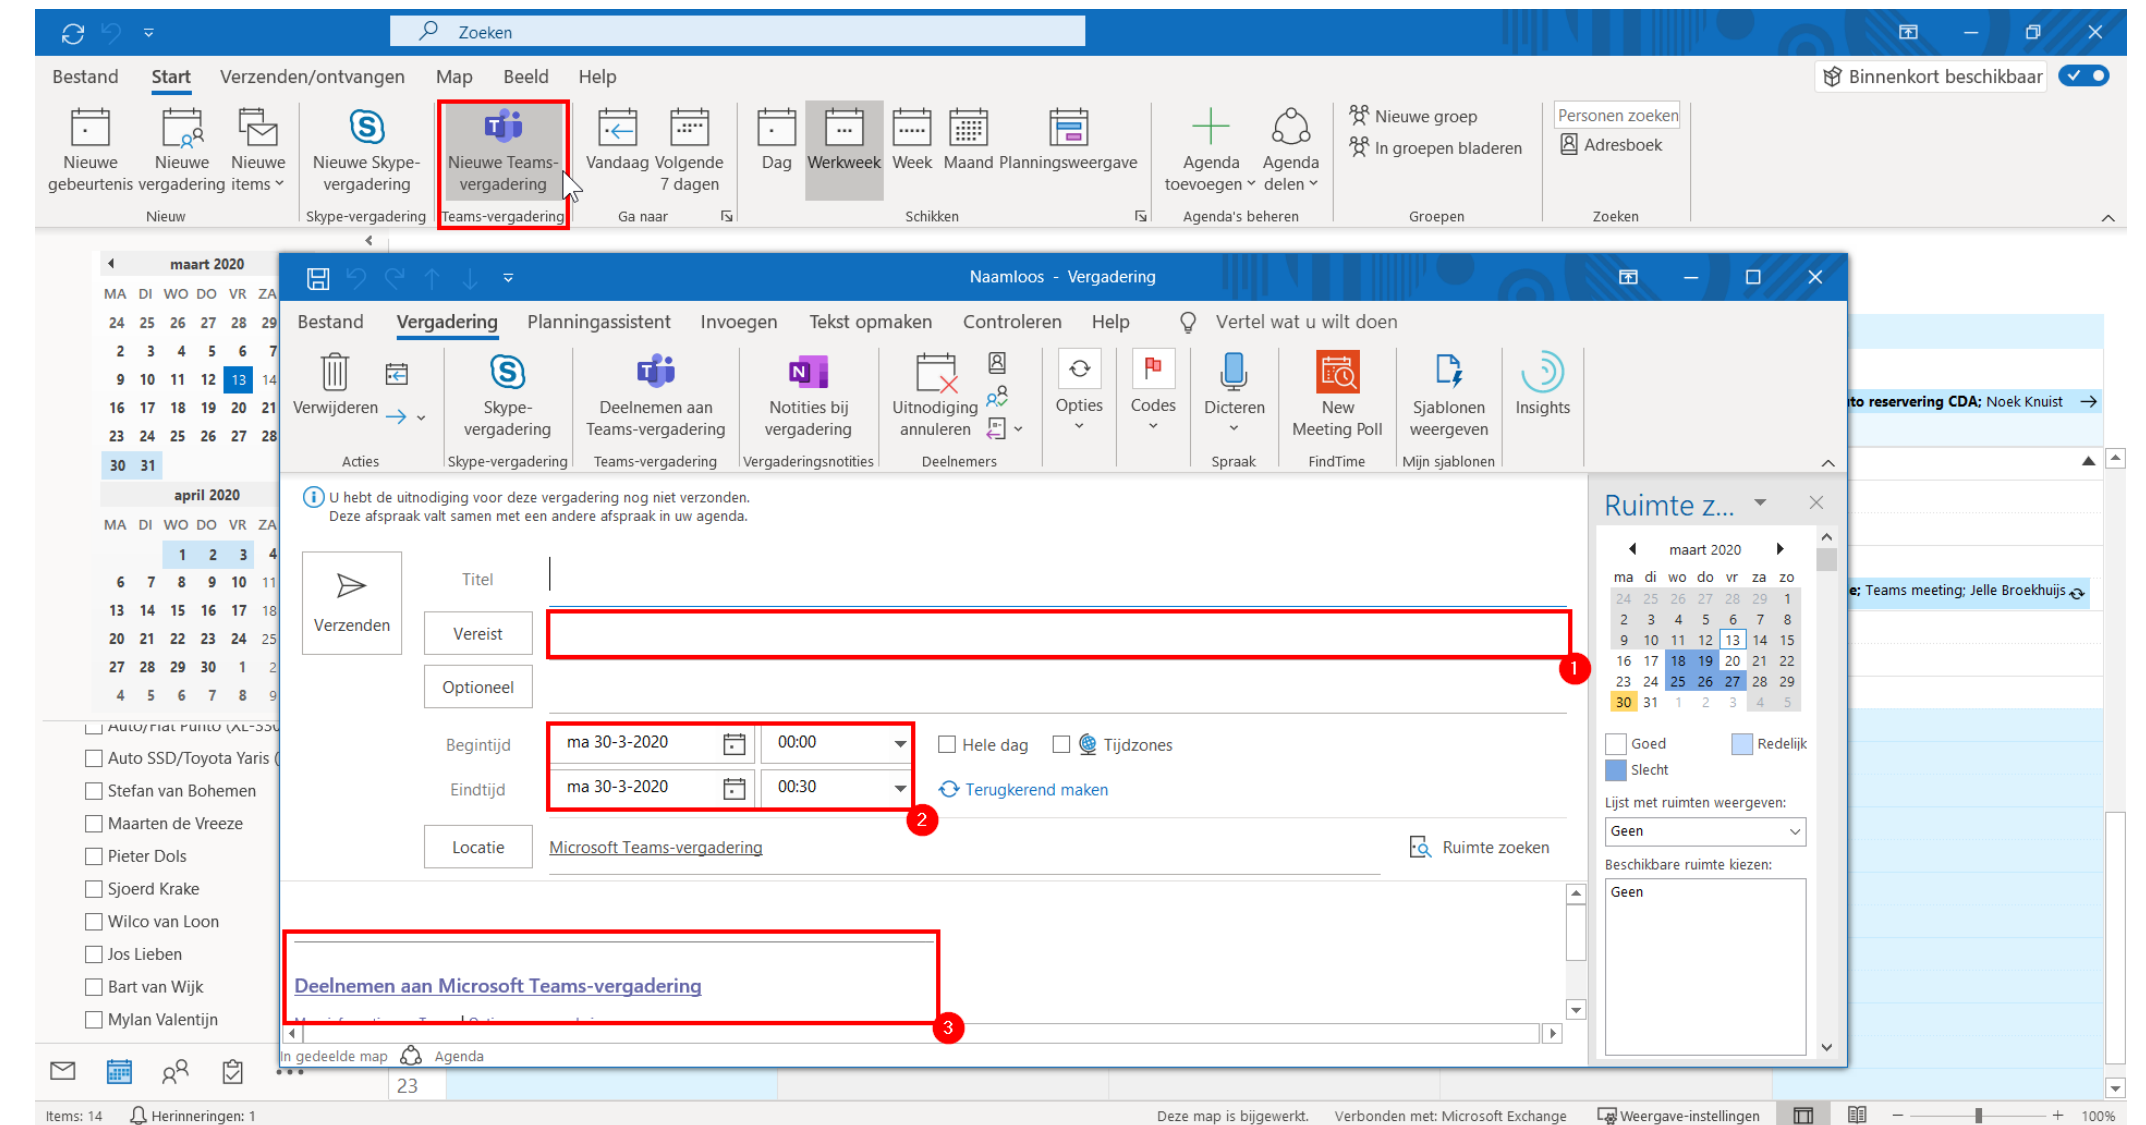 Zoeken
Bestand Start Verzenden/ontvangen Map Beeld Help Binnenkort beschikbaar
Nieuwe gebeurtenis
Nieuwe vergadering
Nieuwe items
Nieuw
Nieuwe Skype-
vergadering
Skype-vergadering
Nieuwe Teams-
vergadering
Teams-vergadering
Vandaag
Volgende
7 dagen
Ga naar
Dag Werkweek Week Maand Planningsweergave
Schikken
Agenda
toevoegen
Agenda
delen
Agenda's beheren
Nieuwe groep
In groepen bladeren
Groepen
Personen zoeken
Adresboek
Zoeken
maart 2020
MA DI WO DO VR ZA
24 25 26 27 28 29
2 3 4 5 6 7
9 10 11 12 13 14
16 17 18 19 20 21
23 24 25 26 27 28
30 31
april 2020
MA DI WO DO VR ZA
1 2 3 4
6 7 8 9 10 11
13 14 15 16 17 18
20 21 22 23 24 25
27 28 29 30 1 2
4 5 6 7 8 9
Auto/Fiat Punto
Auto SSD/Toyota Yaris (
Stefan van Bohemen
Maarten de Vreeze
Pieter Dols
Sjoerd Krake
Wilco van Loon
Jos Lieben
Bart van Wijk
Mylan Valentijn
Naamloos - Vergadering
Bestand Vergadering Planningassistent Invoegen Tekst opmaken Controleren Help Vertel wat u wilt doen
Verwijderen
Acties
Skype-
vergadering
Skype-vergadering
Deelnemen aan
Teams-vergadering
Teams-vergadering
Notities bij
vergadering
Vergaderingsnotities
Uitnodiging
annuleren
Deelnemers
Opties
Codes
Dicteren
Spraak
New
Meeting Poll
FindTime
Sjablonen
weergeven
Mijn sjablonen
Insights
U hebt de uitnodiging voor deze vergadering nog niet verzonden.
Deze afspraak valt samen met een andere afspraak in uw agenda.
Verzenden
Titel
Vereist
1
Optioneel
Begintijd ma 30-3-2020 00:00 Hele dag Tijdzones
Eindtijd ma 30-3-2020 00:30 Terugkerend maken
2
Locatie Microsoft Teams-vergadering Ruimte zoeken
Deelnemen aan Microsoft Teams-vergadering
3
In gedeelde map Agenda
Ruimte z...
maart 2020
ma di wo do vr za zo
24 25 26 27 28 29 1
2 3 4 5 6 7 8
9 10 11 12 13 14 15
16 17 18 19 20 21 22
23 24 25 26 27 28 29
30 31 1 2 3 4 5
Goed Redelijk
Slecht
Lijst met ruimten weergeven:
Geen
Beschikbare ruimte kiezen:
Geen
to reservering CDA; Noek Knuist
e; Teams meeting; Jelle Broekhuijs
23
Items: 14 Herinneringen: 1 Deze map is bijgewerkt. Verbonden met: Microsoft Exchange Weergave-instellingen 100%